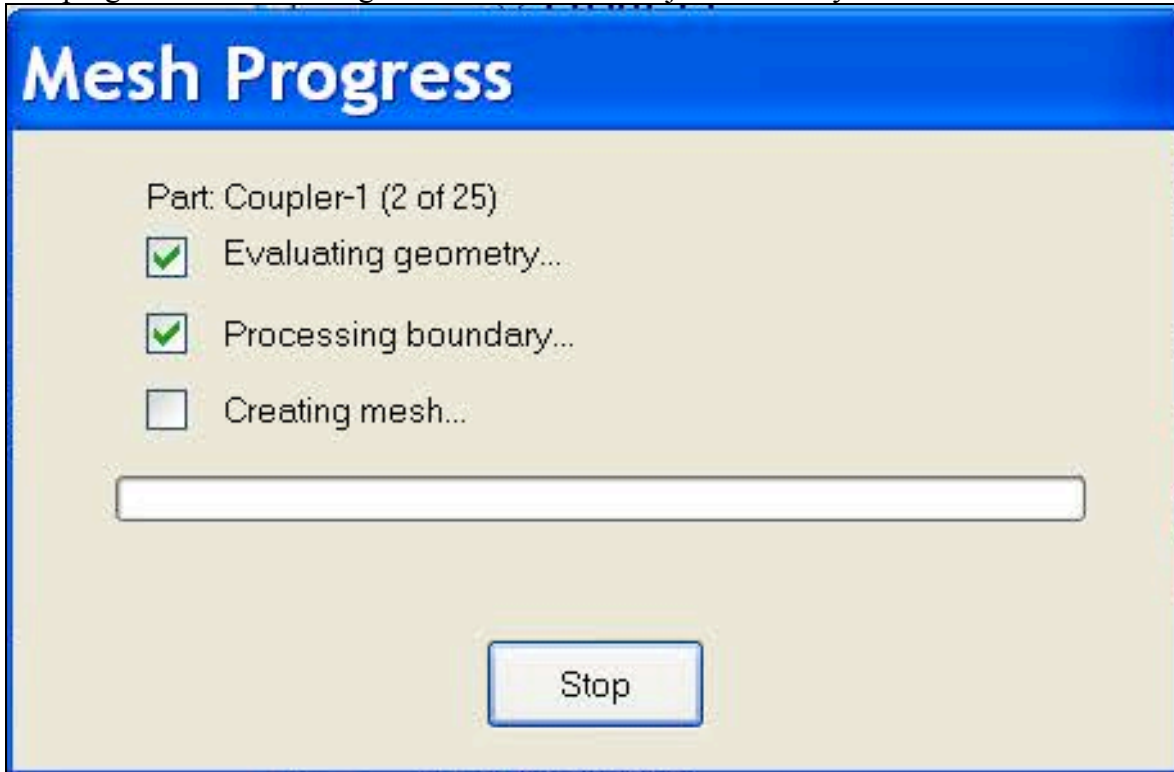 Mesh Progress
Part: Coupler-1 (2 of 25)
Evaluating geometry...
Processing boundary...
Creating mesh...
Stop